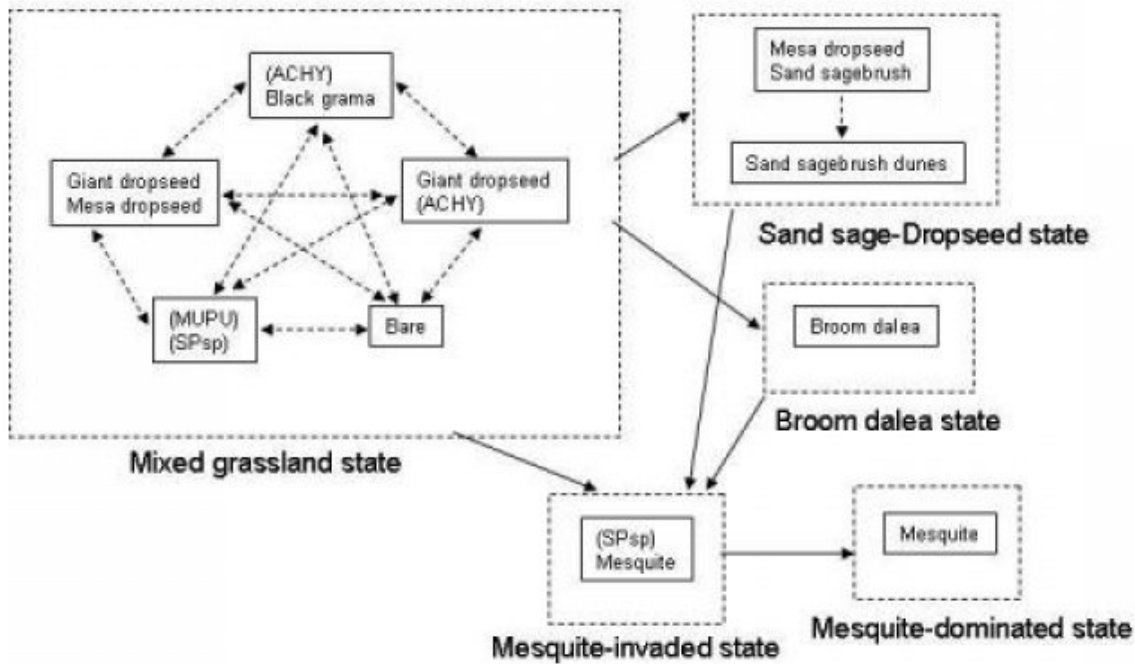 (ACHY)
Black grama
Giant dropseed
Mesa dropseed
Giant dropseed
(ACHY)
(MUPU)
(SPsp)
Bare
Mixed grassland state
Mesa dropseed
Sand sagebrush
Sand sagebrush dunes
Sand sage-Dropseed state
Broom dalea
Broom dalea state
(SPsp)
Mesquite
Mesquite-invaded state
Mesquite
Mesquite-dominated state